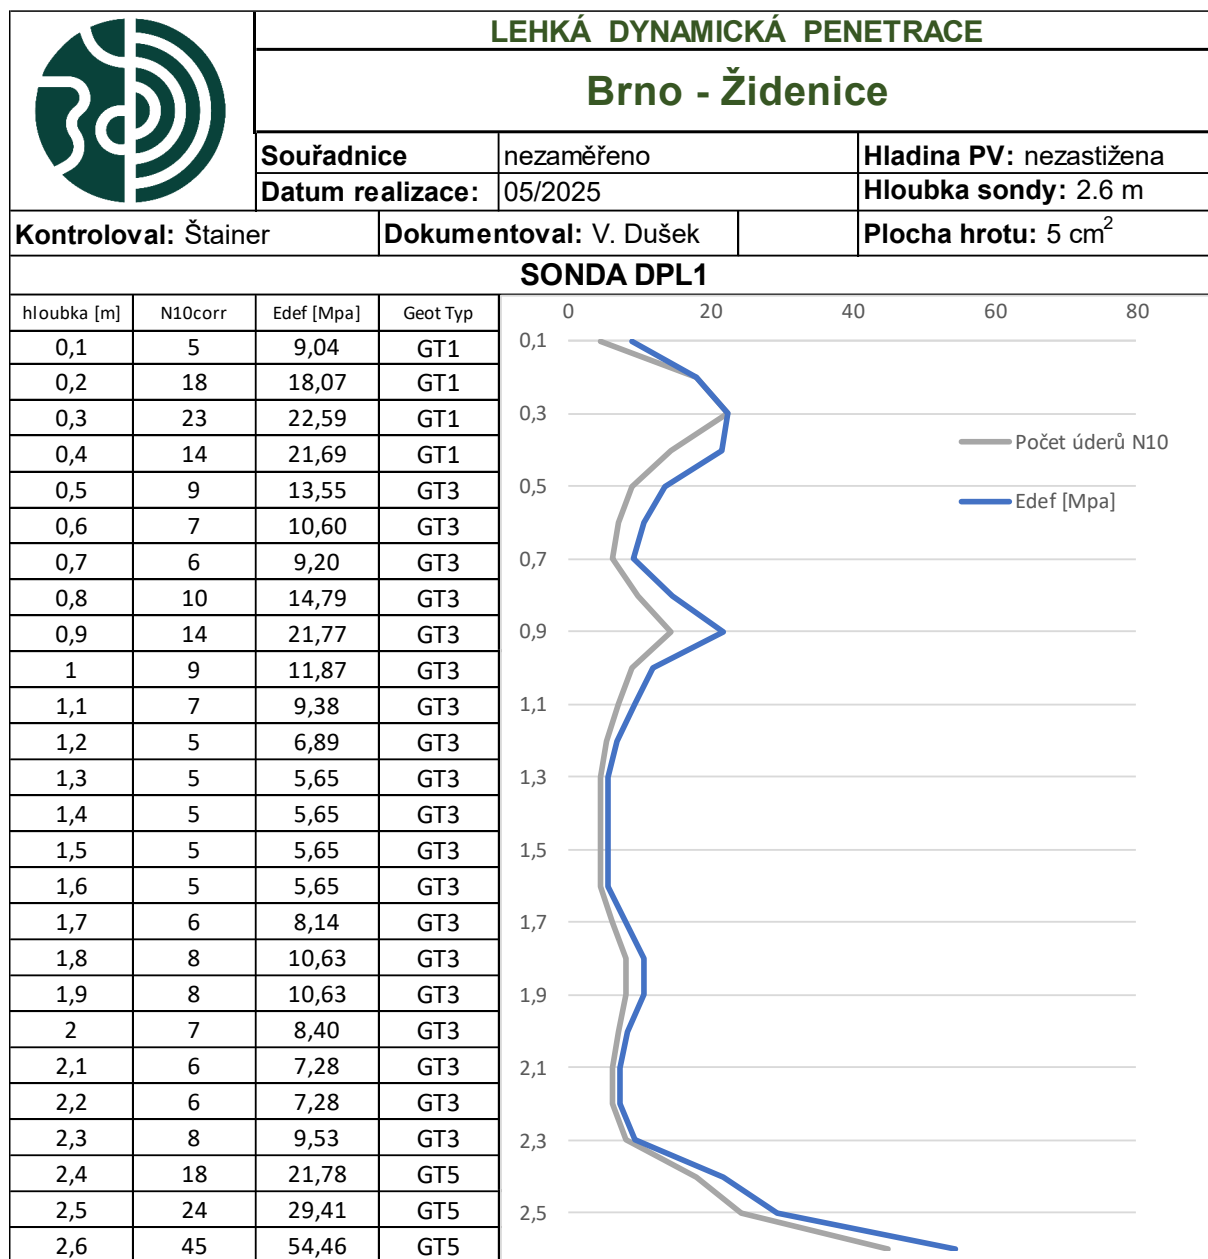 LEHKÁ DYNAMICKÁ PENETRACE
Brno - Židenice
Souřadnice nezaměřeno Hladina PV: nezastižena
Datum realizace: 05/2025 Hloubka sondy: 2.6 m
Kontroloval: Štainer Dokumentoval: V. Dušek Plocha hrotu: 5 cm²
SONDA DPL1
hloubka [m] N10corr Edef [Mpa] Geot Typ
0,1 5 9,04 GT1
0,2 18 18,07 GT1
0,3 23 22,59 GT1
0,4 14 21,69 GT1
0,5 9 13,55 GT3
0,6 7 10,60 GT3
0,7 6 9,20 GT3
0,8 10 14,79 GT3
0,9 14 21,77 GT3
1 9 11,87 GT3
1,1 7 9,38 GT3
1,2 5 6,89 GT3
1,3 5 5,65 GT3
1,4 5 5,65 GT3
1,5 5 5,65 GT3
1,6 5 5,65 GT3
1,7 6 8,14 GT3
1,8 8 10,63 GT3
1,9 8 10,63 GT3
2 7 8,40 GT3
2,1 6 7,28 GT3
2,2 6 7,28 GT3
2,3 8 9,53 GT3
2,4 18 21,78 GT5
2,5 24 29,41 GT5
2,6 45 54,46 GT5
0 20 40 60 80
0,1
0,3
0,5
0,7
0,9
1,1
1,3
1,5
1,7
1,9
2,1
2,3
2,5
Počet úderů N10
Edef [Mpa]